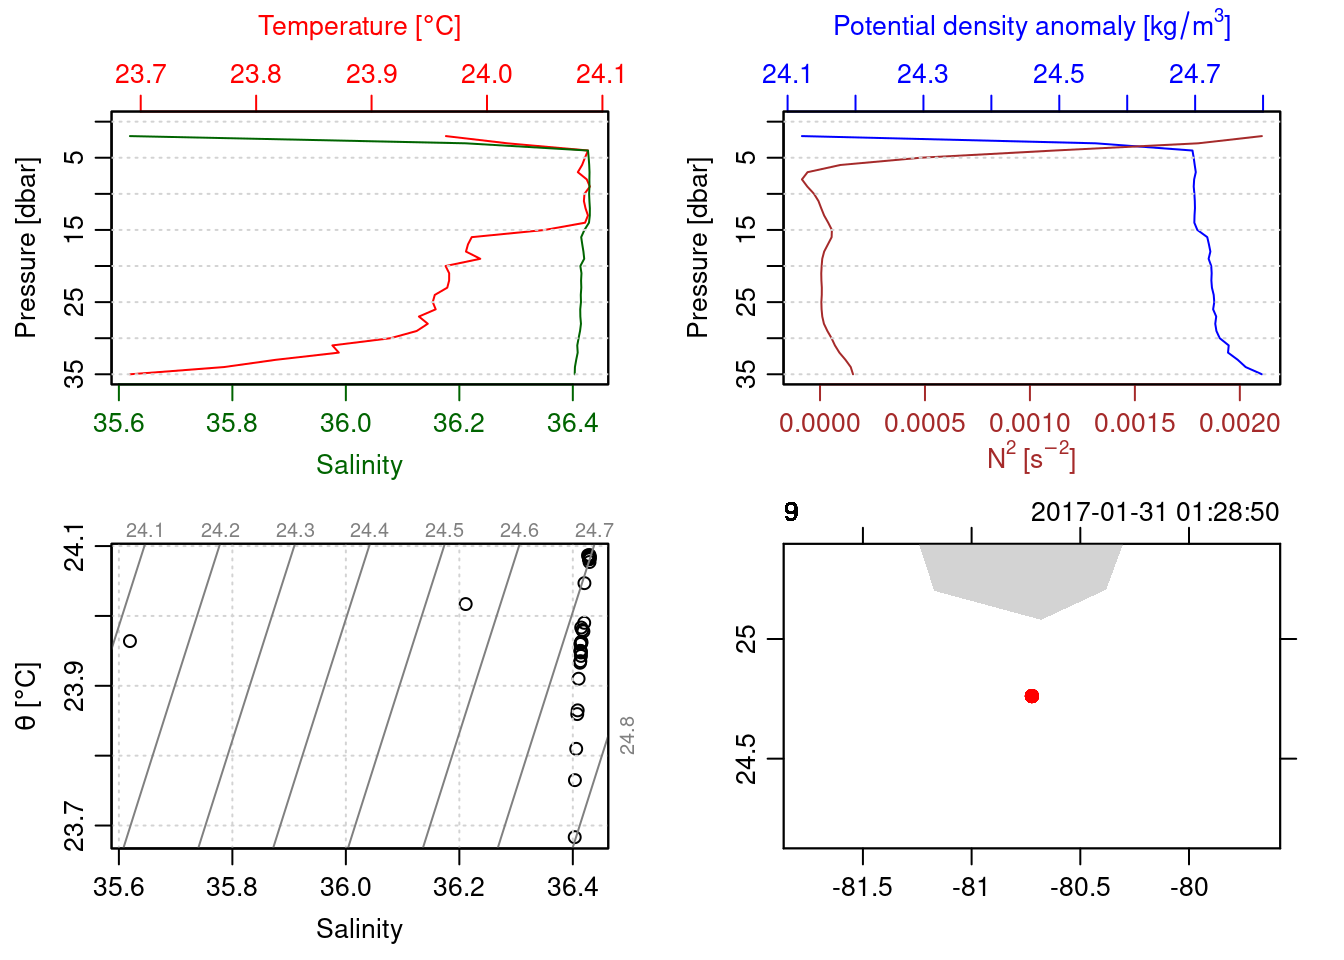 Temperature [°C]
23.7 23.8 23.9 24.0 24.1
Pressure [dbar]
5 15 25 35
35.6 35.8 36.0 36.2 36.4
Salinity
Potential density anomaly [kg/m³]
24.1 24.3 24.5 24.7
Pressure [dbar]
5 15 25 35
0.0000 0.0005 0.0010 0.0015 0.0020
N² [s⁻²]
24.1 24.2 24.3 24.4 24.5 24.6 24.7
24.8
θ [°C]
24.1 23.9 23.7
35.6 35.8 36.0 36.2 36.4
Salinity
2017-01-31 01:28:50
25 24.5
-81.5 -81 -80.5 -80